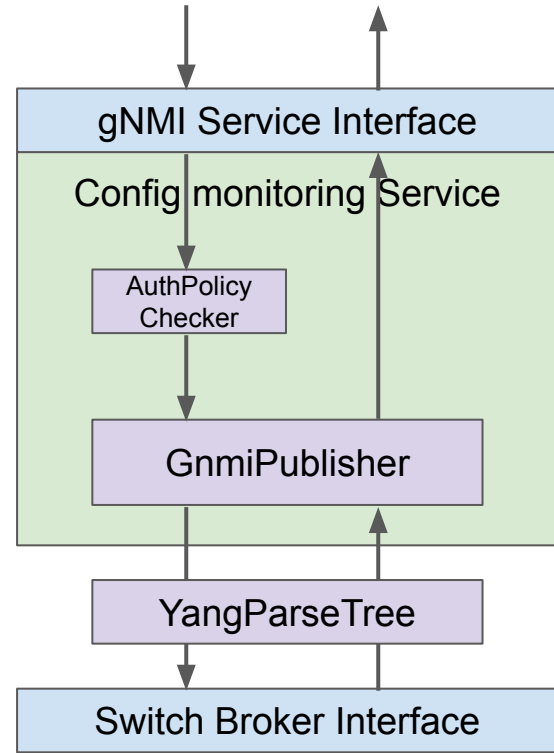 gNMI Service Interface
Config monitoring Service
AuthPolicy
Checker
GnmiPublisher
YangParseTree
Switch Broker Interface